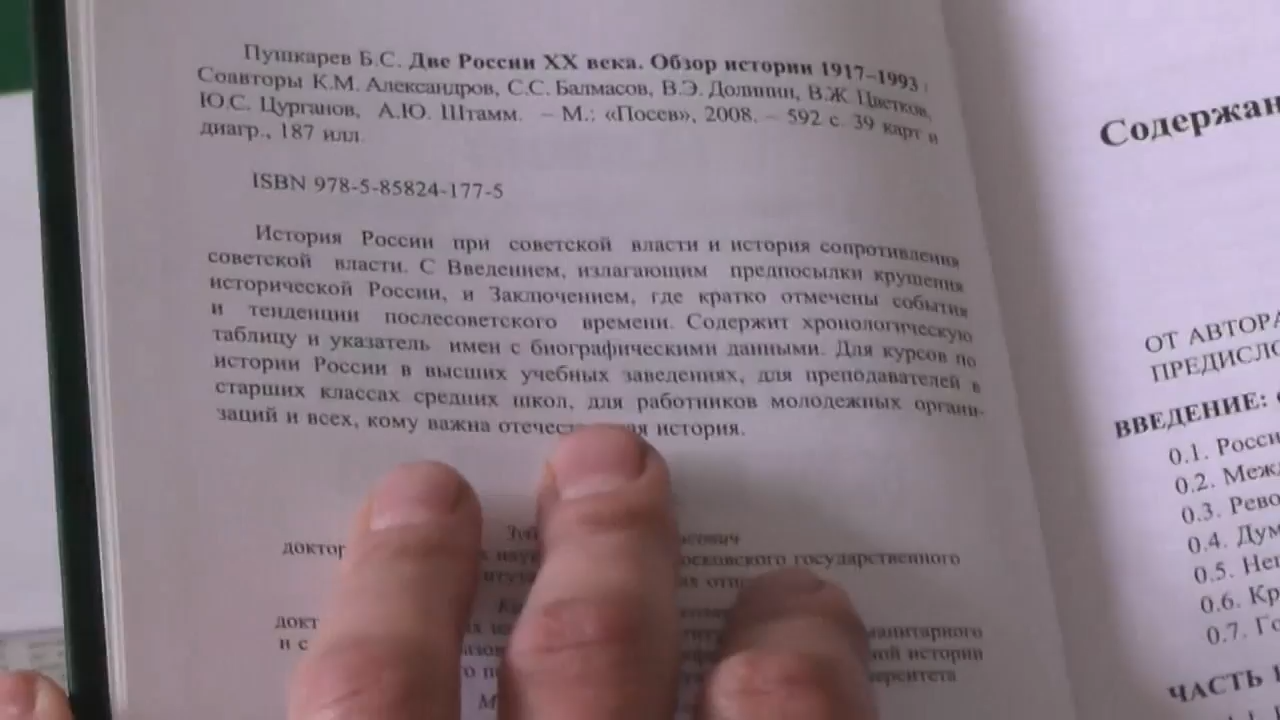 Пушкарев Б.С. Две России XX века. Обзор истории 1917–1993 /
Соавторы К.М. Александров, С.С. Балмасов, В.Э. Долинин, В.Ж. Цветков,
Ю.С. Цурганов, А.Ю. Штамм. – М.: «Посев», 2008. – 592 с. 39 карт и
диагр., 187 илл.
ISBN 978-5-85824-177-5
История России при советской власти и история сопротивления
советской власти. С Введением, излагающим предпосылки крушения
исторической России, и Заключением, где кратко отмечены события
и тенденции послесоветского времени. Содержит хронологическую
таблицу и указатель имен с биографическими данными. Для курсов по
истории России в высших учебных заведениях, для преподавателей в
старших классах средних школ, для работников молодежных органи-
заций и всех, кому важна история.
доктор государственного
и с истории
Содержан
ОТ АВТОРА
ПРЕДИСЛО
ВВЕДЕНИЕ:
0.1. Росси
0.2. Меж
0.3. Рево
0.4. Дум
0.5. Неп
0.6. Кр
0.7. Го
ЧАСТЬ